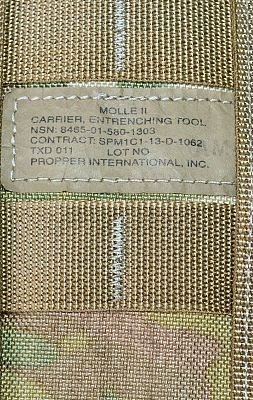 MOLLE II
CARRIER, ENTRENCHING TOOL
NSN: 8465-01-580-1303
CONTRACT: SPM1C1-13-D-1062
TXD 011 LOT NO
PROPPER INTERNATIONAL, INC.